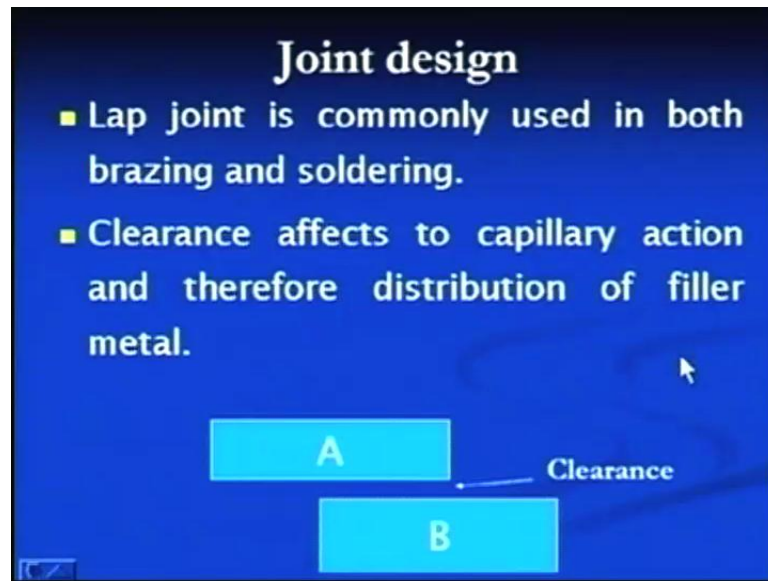 Joint design
Lap joint is commonly used in both
brazing and soldering.
Clearance affects to capillary action
and therefore distribution of filler
metal.
A
Clearance
B